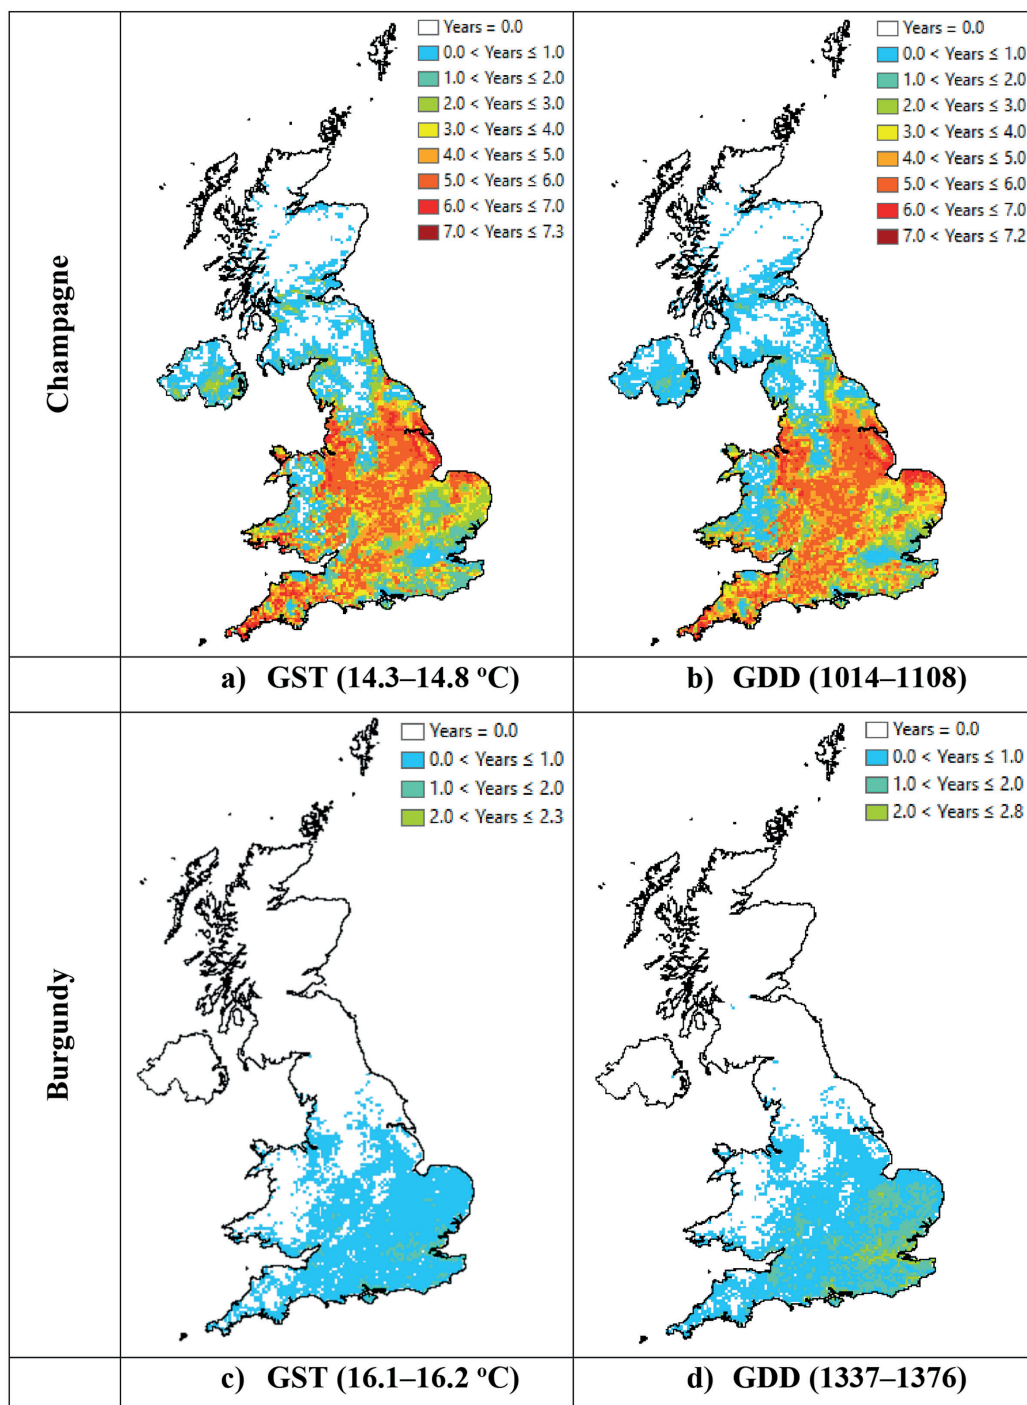 Champagne
Years = 0.0
0.0 < Years ≤ 1.0
1.0 < Years ≤ 2.0
2.0 < Years ≤ 3.0
3.0 < Years ≤ 4.0
4.0 < Years ≤ 5.0
5.0 < Years ≤ 6.0
6.0 < Years ≤ 7.0
7.0 < Years ≤ 7.3
Years = 0.0
0.0 < Years ≤ 1.0
1.0 < Years ≤ 2.0
2.0 < Years ≤ 3.0
3.0 < Years ≤ 4.0
4.0 < Years ≤ 5.0
5.0 < Years ≤ 6.0
6.0 < Years ≤ 7.0
7.0 < Years ≤ 7.2
a) GST (14.3–14.8 °C)
b) GDD (1014–1108)
Burgundy
Years = 0.0
0.0 < Years ≤ 1.0
1.0 < Years ≤ 2.0
2.0 < Years ≤ 2.3
Years = 0.0
0.0 < Years ≤ 1.0
1.0 < Years ≤ 2.0
2.0 < Years ≤ 2.8
c) GST (16.1–16.2 °C)
d) GDD (1337–1376)